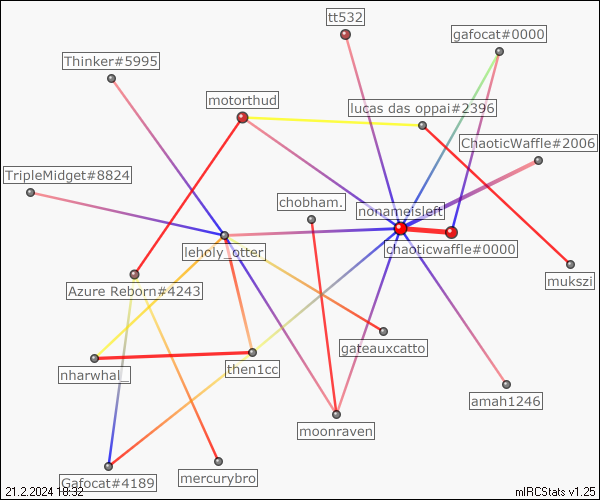 tt532
gafocat#0000
Thinker#5995
motorthud
lucas das oppai#2396
ChaoticWaffle#2006
TripleMidget#8824
chobham.
nonameisleft
leholy_otter
chaoticwaffle#0000
Azure Reborn#4243
mukszi
gateauxcatto
nharwhal_
then1cc
amah1246
moonraven
Gafocat#4189
mercurybro
21.2.2024 18:32
mIRCStats v1.25